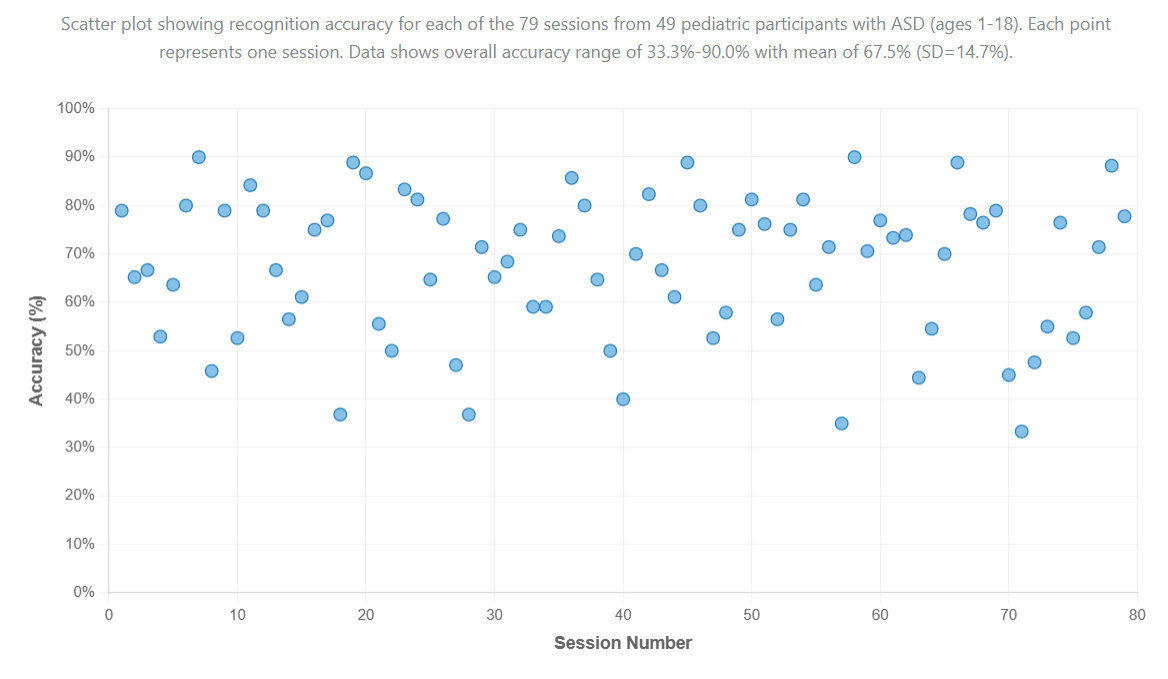 Scatter plot showing recognition accuracy for each of the 79 sessions from 49 pediatric participants with ASD (ages 1-18). Each point
represents one session. Data shows overall accuracy range of 33.3%-90.0% with mean of 67.5% (SD=14.7%).
100%
90%
80%
70%
60%
50%
40%
30%
20%
10%
0%
Accuracy (%)
0 10 20 30 40 50 60 70 80
Session Number